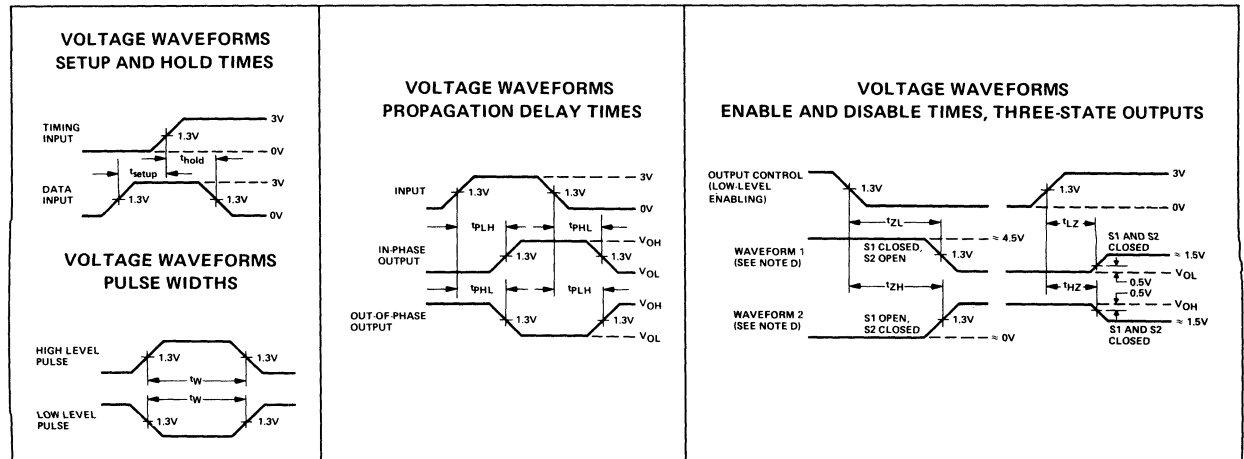 VOLTAGE WAVEFORMS
SETUP AND HOLD TIMES
TIMING
INPUT
3V
1.3V
0V
thold
tsetup
DATA
INPUT
3V
1.3V
1.3V
0V
VOLTAGE WAVEFORMS
PULSE WIDTHS
HIGH LEVEL
PULSE
1.3V
1.3V
tW
tW
LOW LEVEL
PULSE
1.3V
1.3V
VOLTAGE WAVEFORMS
PROPAGATION DELAY TIMES
INPUT
3V
1.3V
1.3V
0V
tPLH
tPHL
IN-PHASE
OUTPUT
VOH
1.3V
1.3V
VOL
tPHL
tPLH
OUT-OF-PHASE
OUTPUT
VOH
1.3V
1.3V
VOL
VOLTAGE WAVEFORMS
ENABLE AND DISABLE TIMES, THREE-STATE OUTPUTS
OUTPUT CONTROL
(LOW-LEVEL
ENABLING)
3V
1.3V
1.3V
0V
tZL
tLZ
WAVEFORM 1
(SEE NOTE D)
S1 CLOSED,
S2 OPEN
≈ 4.5V
1.3V
S1 AND S2
CLOSED
≈ 1.5V
VOL
0.5V
tZH
tHZ
0.5V
VOH
WAVEFORM 2
(SEE NOTE D)
S1 OPEN,
S2 CLOSED
1.3V
≈ 0V
≈ 1.5V
S1 AND S2
CLOSED